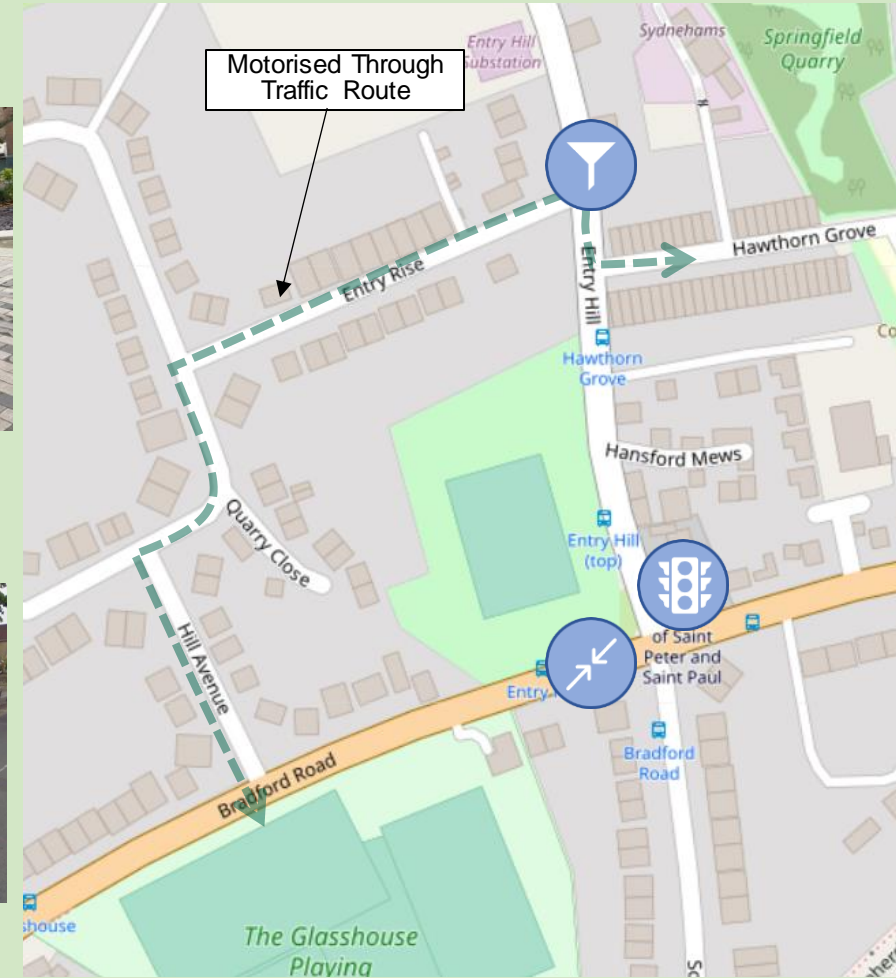 Motorised Through
Traffic Route
Entry Hill
Substation
Sydnehams
Springfield
Quarry
Hawthorn Grove
Entry Rise
Entry Hill
Hawthorn
Grove
Hansford Mews
Quarry Close
Entry Hill
(top)
of Saint
Peter and
Saint Paul
Entry
Hill Avenue
Bradford Road
Bradford
Road
The Glasshouse
Playing